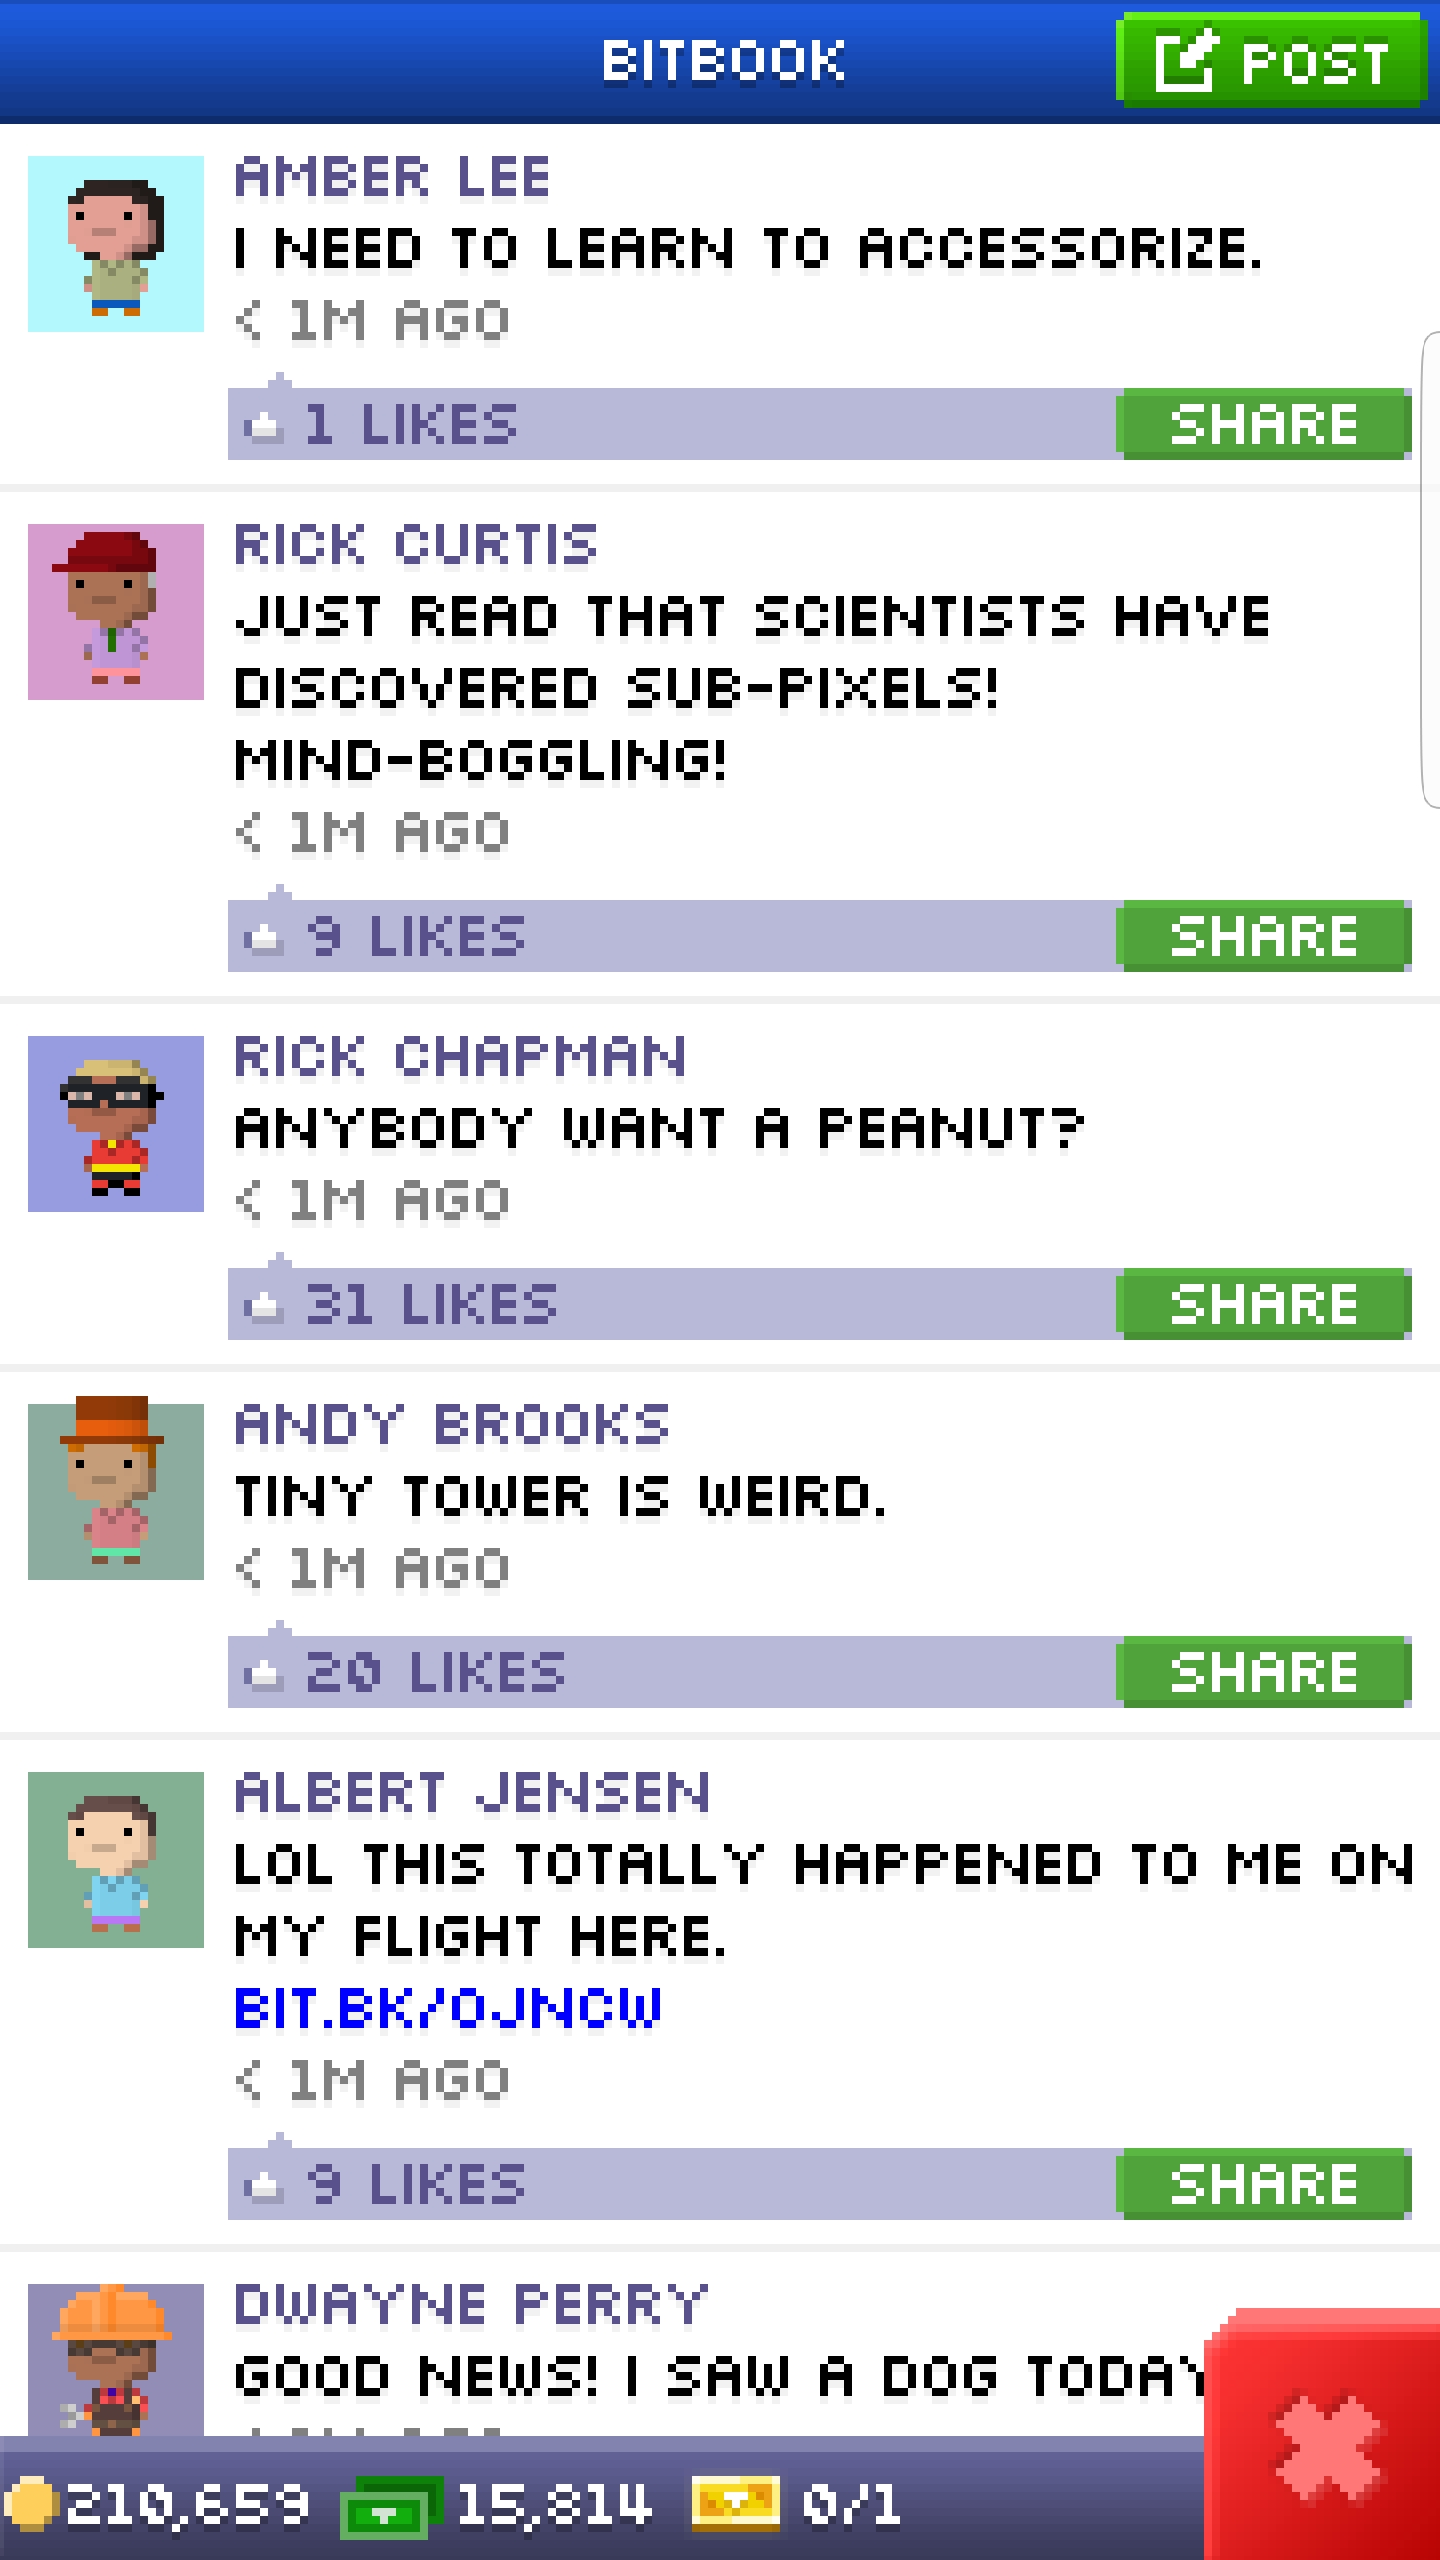 BITBOOK
POST
AMBER LEE
I NEED TO LEARN TO ACCESSORIZE.
< 1M AGO
1 LIKES
SHARE
RICK CURTIS
JUST READ THAT SCIENTISTS HAVE
DISCOVERED SUB-PIXELS!
MIND-BOGGLING!
< 1M AGO
9 LIKES
SHARE
RICK CHAPMAN
ANYBODY WANT A PEANUT?
< 1M AGO
31 LIKES
SHARE
ANDY BROOKS
TINY TOWER IS WEIRD.
< 1M AGO
20 LIKES
SHARE
ALBERT JENSEN
LOL THIS TOTALLY HAPPENED TO ME ON
MY FLIGHT HERE.
BIT.BK/OJNCW
< 1M AGO
9 LIKES
SHARE
DWAYNE PERRY
GOOD NEWS! I SAW A DOG TODAY
210,659
15,814
0/1